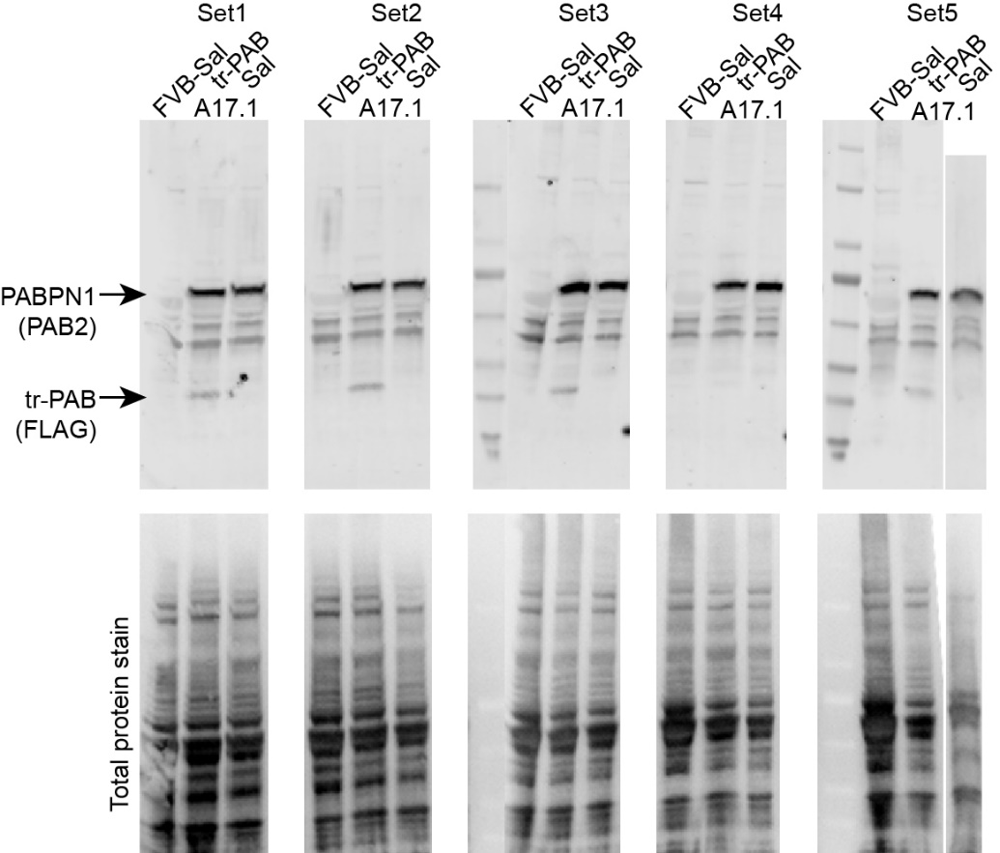 Set1 Set2 Set3 Set4 Set5
FVB-Sal tr-PAB Sal FVB-Sal tr-PAB Sal FVB-Sal tr-PAB Sal FVB-Sal tr-PAB Sal FVB-Sal tr-PAB Sal
A17.1 A17.1 A17.1 A17.1 A17.1
PABPN1
(PAB2)
tr-PAB
(FLAG)
Total protein stain